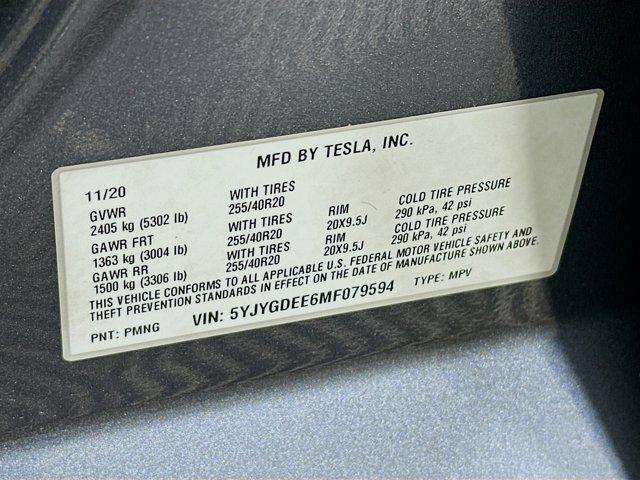 MFD BY TESLA, INC.
11/20
GVWR WITH TIRES RIM COLD TIRE PRESSURE
2405 kg (5302 lb) 255/40R20 20X9.5J 290 kPa, 42 psi
GAWR FRT WITH TIRES RIM COLD TIRE PRESSURE
1363 kg (3004 lb) 255/40R20 20X9.5J 290 kPa, 42 psi
GAWR RR WITH TIRES
1500 kg (3306 lb) 255/40R20
THIS VEHICLE CONFORMS TO ALL APPLICABLE U.S. FEDERAL MOTOR VEHICLE SAFETY AND
THEFT PREVENTION STANDARDS IN EFFECT ON THE DATE OF MANUFACTURE SHOWN ABOVE.
PNT: PMNG VIN: 5YJYGDEE6MF079594 TYPE: MPV